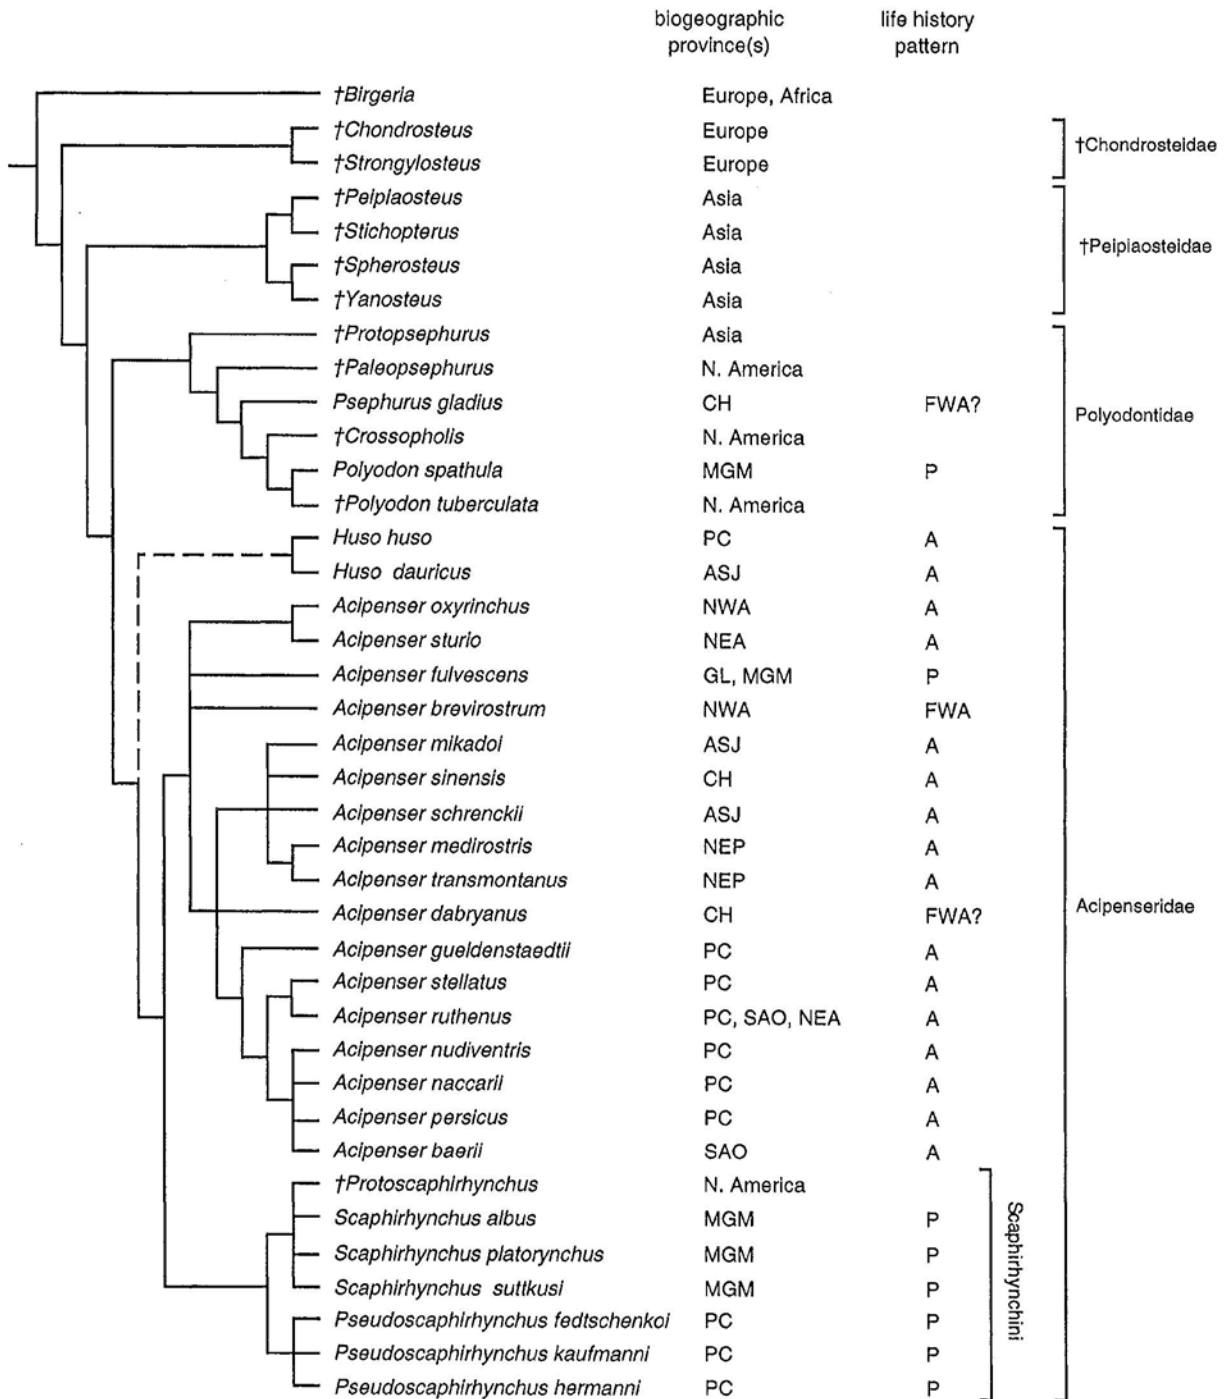 biogeographic province(s) life history pattern
†Birgeria Europe, Africa
†Chondrosteus Europe
†Chondrosteidae
†Strongylosteus Europe
†Peipiaosteus Asia
†Stichopterus Asia
†Peipiaosteidae
†Spherosteus Asia
†Yanosteus Asia
†Protopsephurus Asia
†Paleopsephurus N. America
Psephurus gladius CH FWA?
Polyodontidae
†Crossopholis N. America
Polyodon spathula MGM P
†Polyodon tuberculata N. America
Huso huso PC A
Huso dauricus ASJ A
Acipenser oxyrinchus NWA A
Acipenser sturio NEA A
Acipenser fulvescens GL, MGM P
Acipenser brevirostrum NWA FWA
Acipenser mikadoi ASJ A
Acipenser sinensis CH A
Acipenser schrenckii ASJ A
Acipenser medirostris NEP A
Acipenser transmontanus NEP A
Acipenser dabryanus CH FWA?
Acipenseridae
Acipenser gueldenstaedtii PC A
Acipenser stellatus PC A
Acipenser ruthenus PC, SAO, NEA A
Acipenser nudiventris PC A
Acipenser naccarii PC A
Acipenser persicus PC A
Acipenser baerii SAO A
†Protoscaphirhynchus N. America
Scaphirhynchus albus MGM P
Scaphirhynchus platorynchus MGM P
Scaphirhynchus suttkusi MGM P
Scaphirhynchini
Pseudoscaphirhynchus fedtschenkoi PC P
Pseudoscaphirhynchus kaufmanni PC P
Pseudoscaphirhynchus hermanni PC P